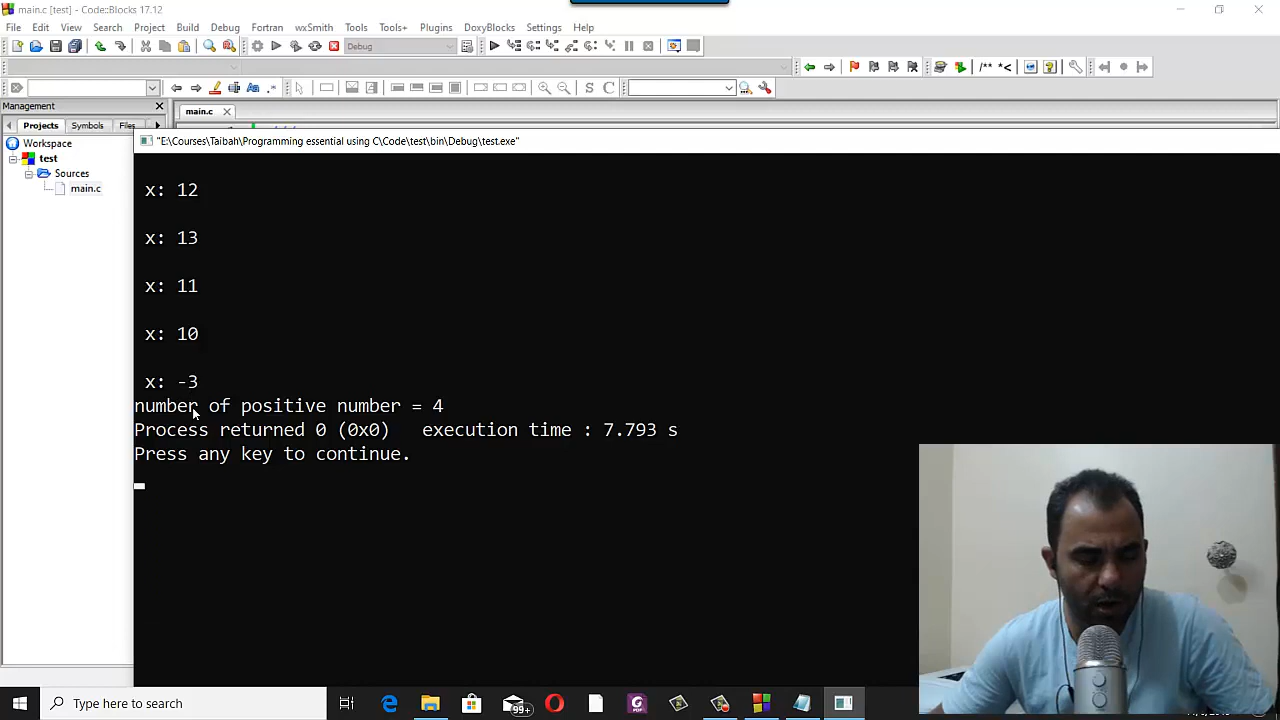 main.c [test] - Code::Blocks 17.12
File Edit View Search Project Build Debug Fortran wxSmith Tools Tools+ Plugins DoxyBlocks Settings Help
Debug
/** *<
S C
Management
main.c
Projects Symbols Files
"E:\Courses\Taibah\Programming essential using C\Code\test\bin\Debug\test.exe"
Workspace
test
Sources
main.c
x: 12
x: 13
x: 11
x: 10
x: -3
number of positive number = 4
Process returned 0 (0x0) execution time : 7.793 s
Press any key to continue.
Type here to search
99+